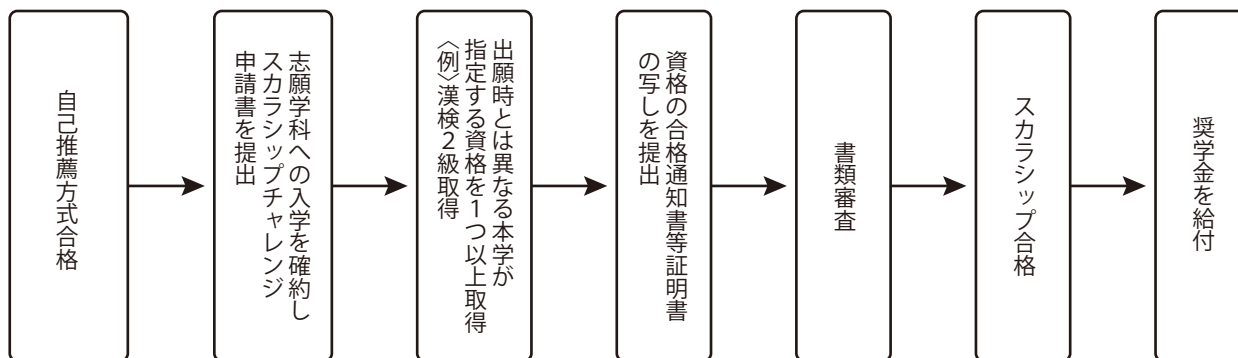 自己推薦方式合格
志願学科への入学を確約し
スカラシップチャレンジ
申請書を提出
出願時とは異なる本学が
指定する資格を1つ以上取得
〈例〉漢検2級取得
資格の合格通知書等証明書
の写しを提出
書類審査
スカラシップ合格
奨学金を給付